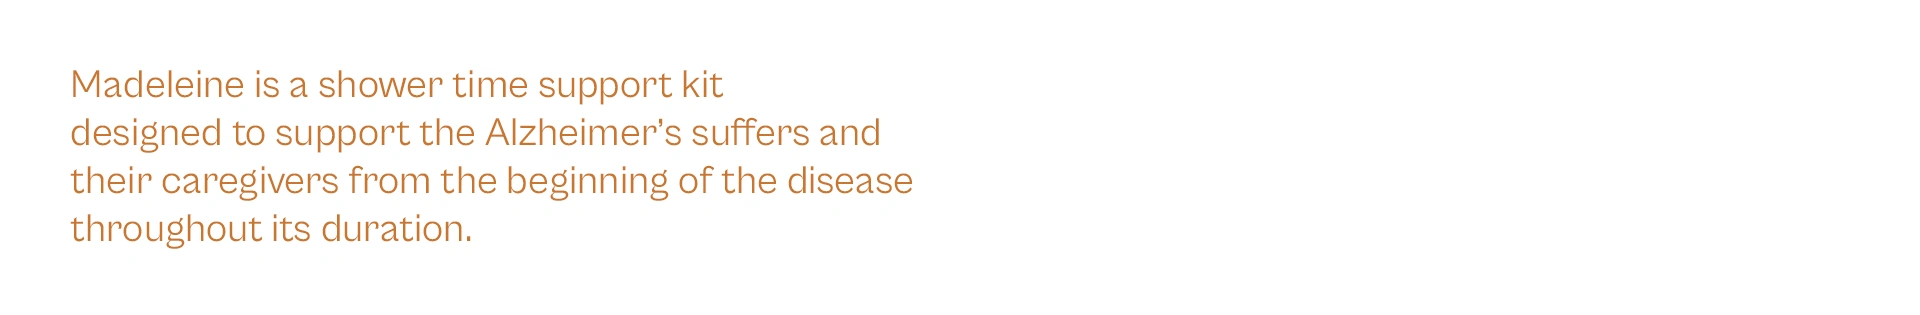 Madeleine is a shower time support kit
designed to support the Alzheimer’s suffers and
their caregivers from the beginning of the disease
throughout its duration.